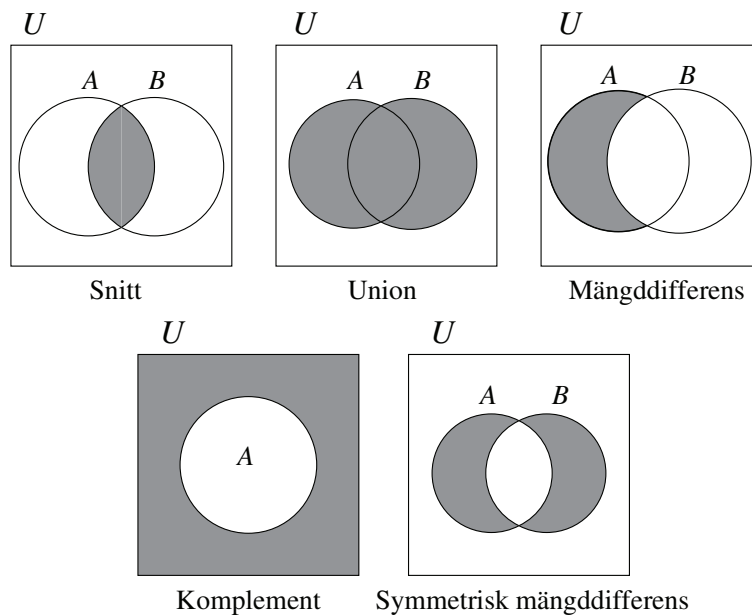 U U U
A B A B A B
Snitt Union Mängddifferens
U U
A B
A
Komplement Symmetrisk mängddifferens